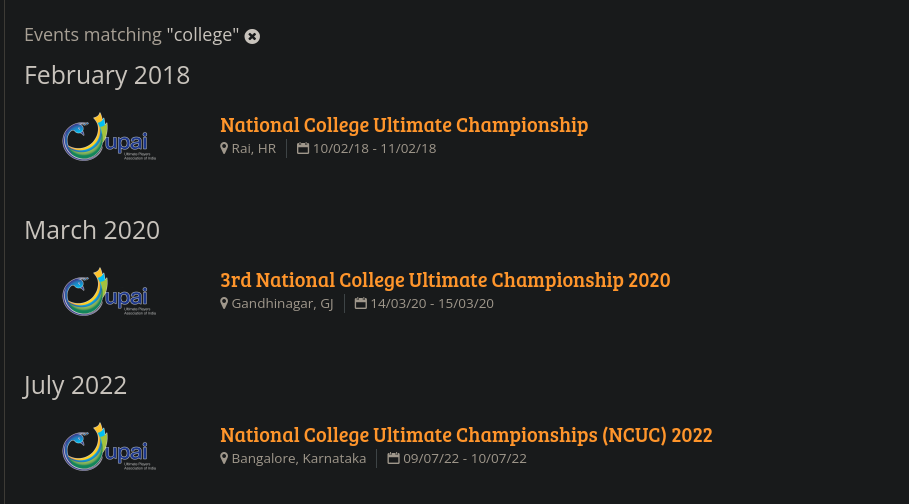 Events matching "college"
February 2018
upai
Ultimate Players
Association of India
National College Ultimate Championship
Rai, HR
10/02/18 - 11/02/18
March 2020
upai
Ultimate Players
Association of India
3rd National College Ultimate Championship 2020
Gandhinagar, GJ
14/03/20 - 15/03/20
July 2022
upai
Ultimate Players
Association of India
National College Ultimate Championships (NCUC) 2022
Bangalore, Karnataka
09/07/22 - 10/07/22